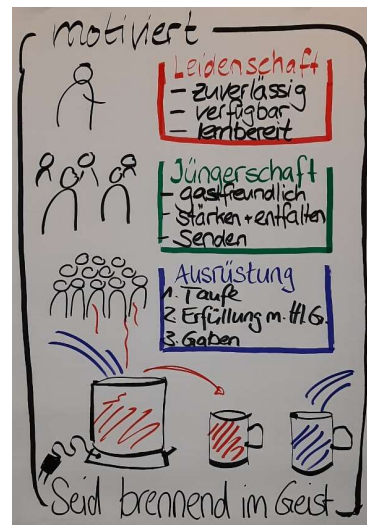 motiviert
Leidenschaft
- zuverlässig
- verfügbar
- lernbereit
Jüngerschaft
- gastfreundlich
- stärken + entfalten
- Senden
Ausrüstung
1. Taufe
2. Erfüllung m. Hl. G.
3. Gaben
Seid brennend im Geist